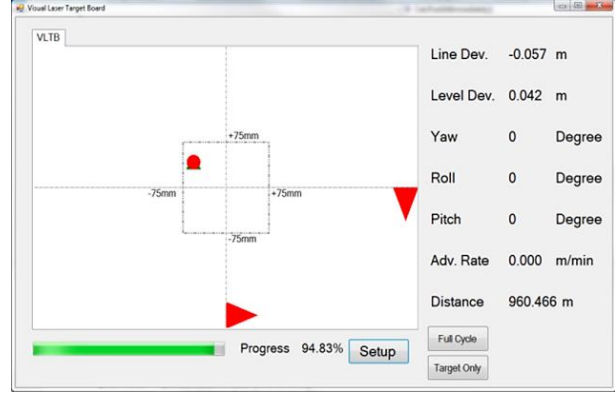 Visual Laser Target Board
VLTB
Line Dev. -0.057 m
Level Dev. 0.042 m
+75mm
Yaw 0 Degree
Roll 0 Degree
-75mm +75mm
Pitch 0 Degree
-75mm
Adv. Rate 0.000 m/min
Distance 960.466 m
Full Cycle
Progress 94.83% Setup
Target Only